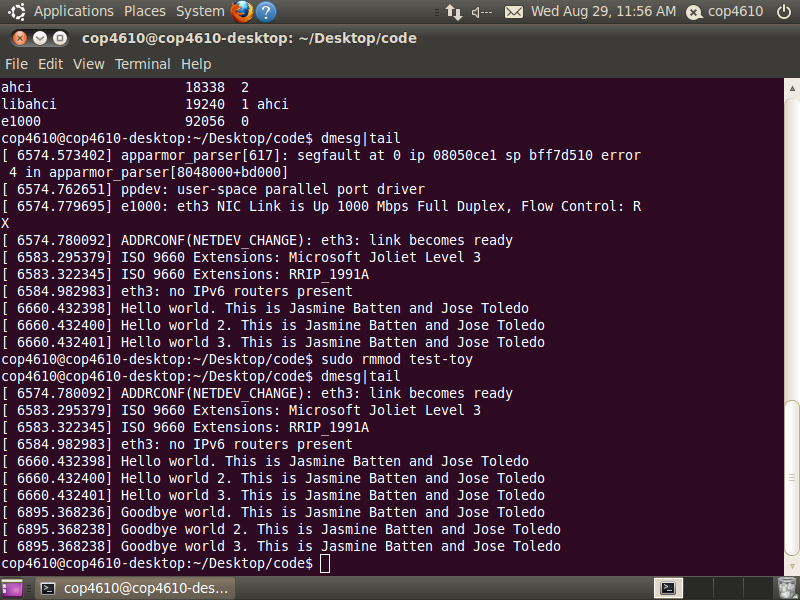 Applications Places System ? Wed Aug 29, 11:56 AM cop4610
cop4610@cop4610-desktop: ~/Desktop/code
File Edit View Terminal Help
ahci 18338 2
libahci 19240 1 ahci
e1000 92056 0
cop4610@cop4610-desktop:~/Desktop/code$ dmesg|tail
[ 6574.573402] apparmor_parser[617]: segfault at 0 ip 08050ce1 sp bff7d510 error
 4 in apparmor_parser[8048000+bd000]
[ 6574.762651] ppdev: user-space parallel port driver
[ 6574.779695] e1000: eth3 NIC Link is Up 1000 Mbps Full Duplex, Flow Control: R
X
[ 6574.780092] ADDRCONF(NETDEV_CHANGE): eth3: link becomes ready
[ 6583.295379] ISO 9660 Extensions: Microsoft Joliet Level 3
[ 6583.322345] ISO 9660 Extensions: RRIP_1991A
[ 6584.982983] eth3: no IPv6 routers present
[ 6660.432398] Hello world. This is Jasmine Batten and Jose Toledo
[ 6660.432400] Hello world 2. This is Jasmine Batten and Jose Toledo
[ 6660.432401] Hello world 3. This is Jasmine Batten and Jose Toledo
cop4610@cop4610-desktop:~/Desktop/code$ sudo rmmod test-toy
cop4610@cop4610-desktop:~/Desktop/code$ dmesg|tail
[ 6574.780092] ADDRCONF(NETDEV_CHANGE): eth3: link becomes ready
[ 6583.295379] ISO 9660 Extensions: Microsoft Joliet Level 3
[ 6583.322345] ISO 9660 Extensions: RRIP_1991A
[ 6584.982983] eth3: no IPv6 routers present
[ 6660.432398] Hello world. This is Jasmine Batten and Jose Toledo
[ 6660.432400] Hello world 2. This is Jasmine Batten and Jose Toledo
[ 6660.432401] Hello world 3. This is Jasmine Batten and Jose Toledo
[ 6895.368236] Goodbye world. This is Jasmine Batten and Jose Toledo
[ 6895.368238] Goodbye world 2. This is Jasmine Batten and Jose Toledo
[ 6895.368238] Goodbye world 3. This is Jasmine Batten and Jose Toledo
cop4610@cop4610-desktop:~/Desktop/code$
cop4610@cop4610-des...